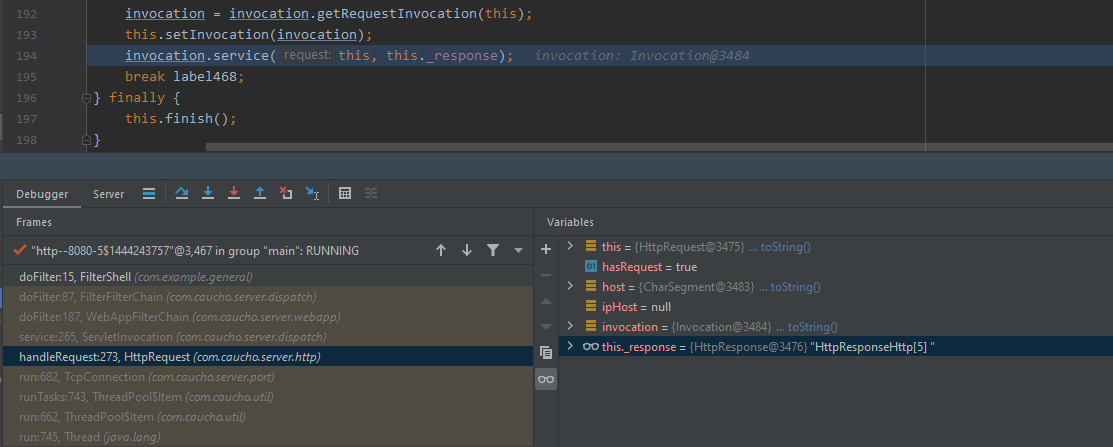 192 invocation = invocation.getRequestInvocation(this);
193 this.setInvocation(invocation);
194 invocation.service( request: this, this._response); invocation: Invocation@3484
195 break label468;
196 } finally {
197 this.finish();
198 }
Debugger Server
Frames
"http--8080-5$1444243757"@3,467 in group "main": RUNNING
doFilter:15, FilterShell (com.example.general)
doFilter:87, FilterFilterChain (com.caucho.server.dispatch)
doFilter:187, WebAppFilterChain (com.caucho.server.webapp)
service:265, ServletInvocation (com.caucho.server.dispatch)
handleRequest:273, HttpRequest (com.caucho.server.http)
run:682, TcpConnection (com.caucho.server.port)
runTasks:743, ThreadPool$Item (com.caucho.util)
run:662, ThreadPool$Item (com.caucho.util)
run:745, Thread (java.lang)
Variables
this = {HttpRequest@3475} ... toString()
01 hasRequest = true
host = {CharSegment@3483} ... toString()
ipHost = null
invocation = {Invocation@3484} ... toString()
this._response = {HttpResponse@3476} "HttpResponseHttp[5] "